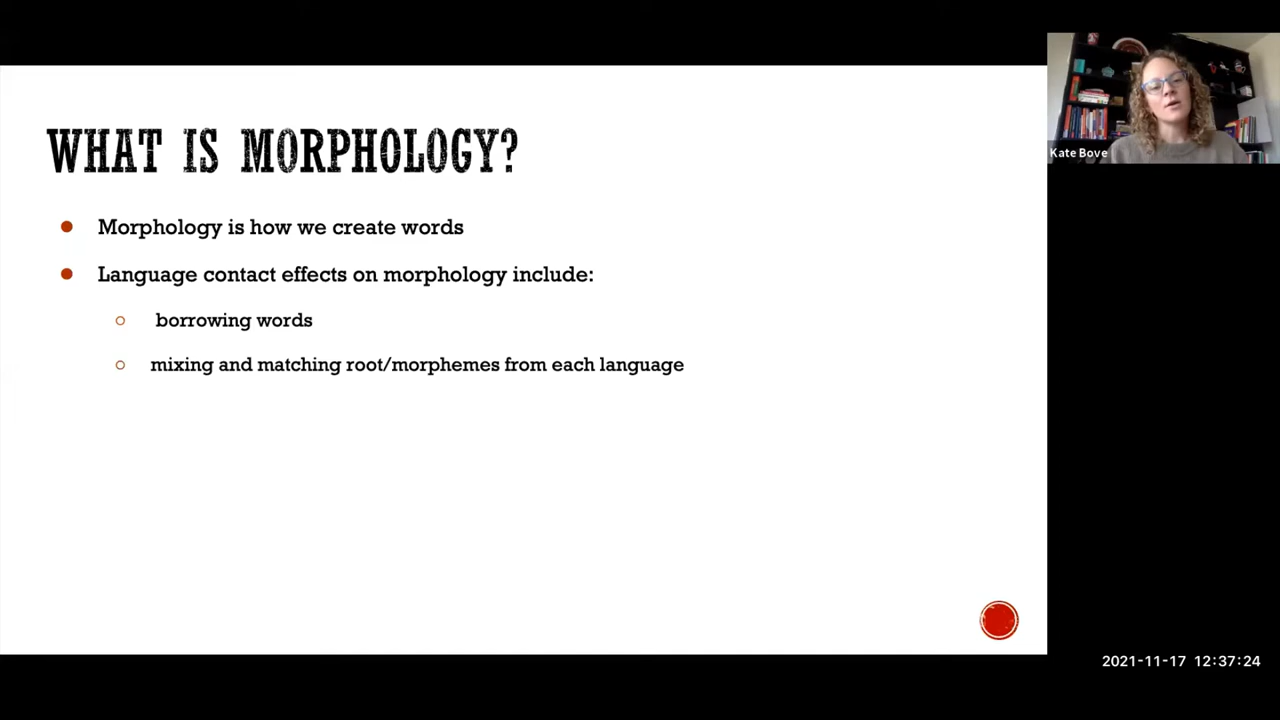 WHAT IS MORPHOLOGY?
Morphology is how we create words
Language contact effects on morphology include:
borrowing words
mixing and matching root/morphemes from each language
Kate Bove
2021-11-17 12:37:24